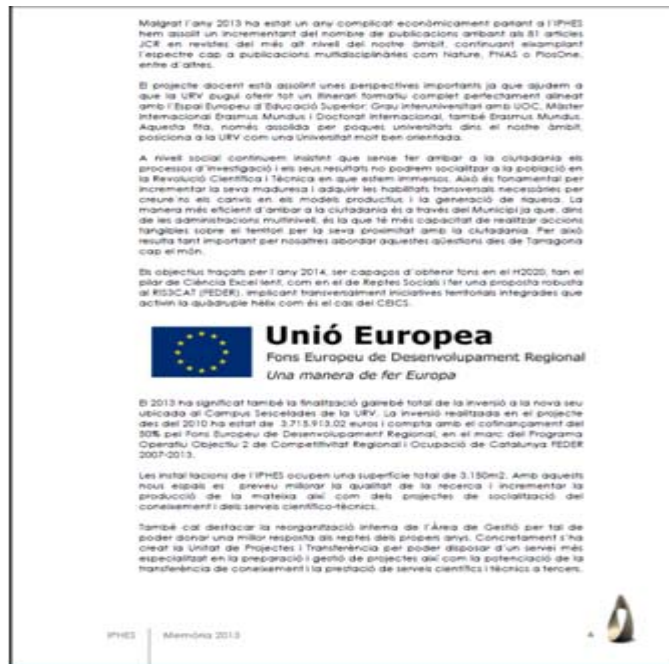 Malgrat l'any 2013 ha estat un any complicat econòmicament parlant a l'IPHES
hem assolit un incrementant del nombre de publicacions arribant als 81 articles
JCR en revistes del més alt nivell del nostre àmbit, continuant eixamplant
l'espectre cap a publicacions multidisciplinàries com Nature, PNAS o PlosOne,
entre d'altres.
El projecte docent està assolint unes perspectives importants ja que ajudem a
que la URV pugui oferir tot un itinerari formatiu complet perfectament alineat
amb l'Espai Europeu d'Educació Superior: Grau interuniversitari amb UOC, Màster
Internacional Erasmus Mundus i Doctorat Internacional, també Erasmus Mundus.
Aquesta fita, només assolida per poques universitats dins el nostre àmbit,
posiciona a la URV com una Universitat molt ben orientada.
A nivell social continuem insistint que sense fer arribar a la ciutadania els
processos d'investigació i els seus resultats no podrem socialitzar a la població en
la Revolució Científica i Tècnica en que estem immersos. Això és fonamental per
incrementar la seva maduresa i adquirir les habilitats transversals necessàries per
creure'ns els canvis en els models productius i la generació de riquesa. La
manera més eficient d'arribar a la ciutadania és a través del Municipi ja que, dins
de les administracions multinivell, és la que té més capacitat de realitzar accions
tangibles sobre el territori per la seva proximitat amb la ciutadania. Per això
resulta tant important per nosaltres abordar aquestes qüestions des de Tarragona
cap el món.
Els objectius traçats per l'any 2014, ser capaços d'obtenir fons en el H2020, tan el
pilar de Ciència Excel·lent, com en el de Reptes Socials i fer una proposta robusta
al RIS3CAT (FEDER), implicant transversalment iniciatives territorials integrades que
activin la quàdruple hèlix com és el cas del CEICS.
Unió Europea
Fons Europeu de Desenvolupament Regional
Una manera de fer Europa
El 2013 ha significat també la finalització gairebé total de la inversió a la nova seu
ubicada al Campus Sescelades de la URV. La inversió realitzada en el projecte
des del 2010 ha estat de 3.715.913,02 euros i compta amb el cofinançament del
50% pel Fons Europeu de Desenvolupament Regional, en el marc del Programa
Operatiu Objectiu 2 de Competitivitat Regional i Ocupació de Catalunya FEDER
2007-2013.
Les instal·lacions de l'IPHES ocupen una superfície total de 3.150m2. Amb aquests
nous espais es preveu millorar la qualitat de la recerca i incrementar la
producció de la mateixa així com dels projectes de socialització del
coneixement i dels serveis científico-tècnics.
També cal destacar la reorganització interna de l'Àrea de Gestió per tal de
poder donar una millor resposta als reptes dels propers anys. Concretament s'ha
creat la Unitat de Projectes i Transferència per poder disposar d'un servei més
especialitzat en la preparació i gestió de projectes així com la potenciació de la
transferència de coneixement i la prestació de serveis científics i tècnics a tercers.
IPHES Memòria 2013